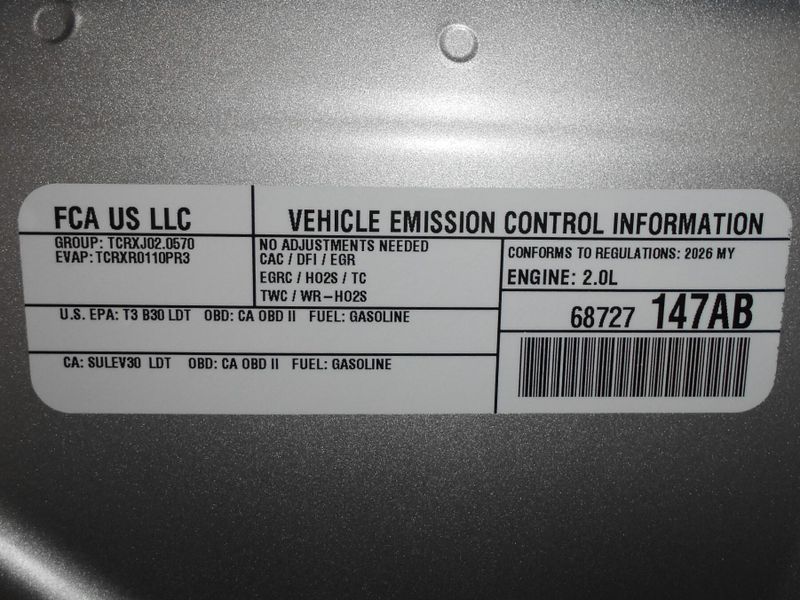 FCA US LLC
VEHICLE EMISSION CONTROL INFORMATION
GROUP: TCRXJ02.0570
EVAP: TCRXR0110PR3
NO ADJUSTMENTS NEEDED
CAC / DFI / EGR
EGRC / HO2S / TC
TWC / WR-HO2S
CONFORMS TO REGULATIONS: 2026 MY
ENGINE: 2.0L
U.S. EPA: T3 B30 LDT OBD: CA OBD II FUEL: GASOLINE
68727 147AB
CA: SULEV30 LDT OBD: CA OBD II FUEL: GASOLINE